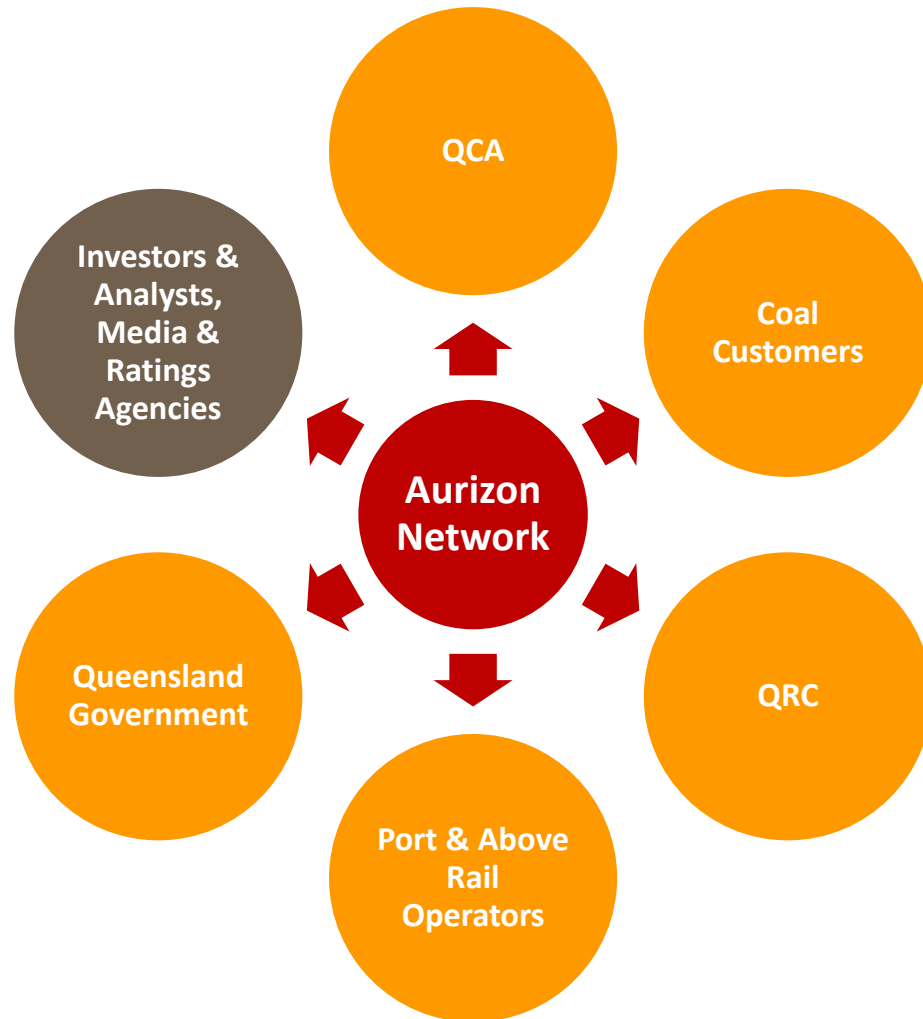 QCA
Investors &
Analysts,
Media &
Ratings
Agencies
Coal
Customers
Aurizon
Network
Queensland
Government
QRC
Port & Above
Rail
Operators